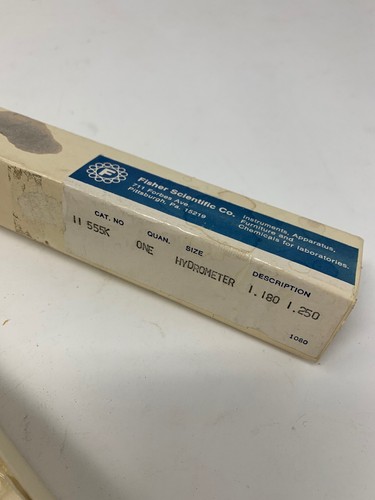 F
Fisher Scientific Co.
711 Forbes Ave.
Pittsburgh, Pa. 15219
Instruments, Apparatus,
Furniture and
Chemicals for laboratories.
CAT. NO QUAN. SIZE DESCRIPTION
11 555K ONE HYDROMETER 1.180 1.250
1080